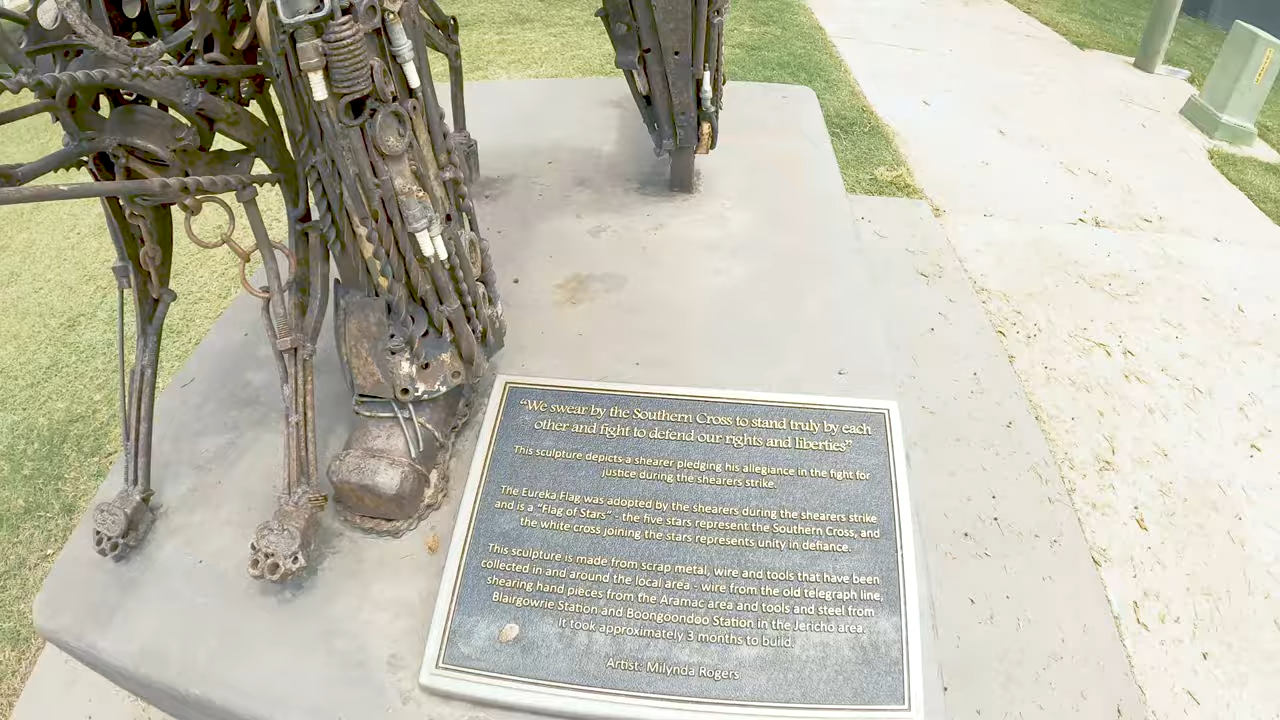 “We swear by the Southern Cross to stand truly by each
other and fight to defend our rights and liberties”
This sculpture depicts a shearer pledging his allegiance in the fight for
justice during the shearers strike.
The Eureka Flag was adopted by the shearers during the shearers strike
and is a “Flag of Stars” - the five stars represent the Southern Cross, and
the white cross joining the stars represents unity in defiance.
This sculpture is made from scrap metal, wire and tools that have been
collected in and around the local area - wire from the old telegraph line,
shearing hand pieces from the Aramac area and tools and steel from
Blairgowrie Station and Boongoondoo Station in the Jericho area.
It took approximately 3 months to build.
Artist: Milynda Rogers